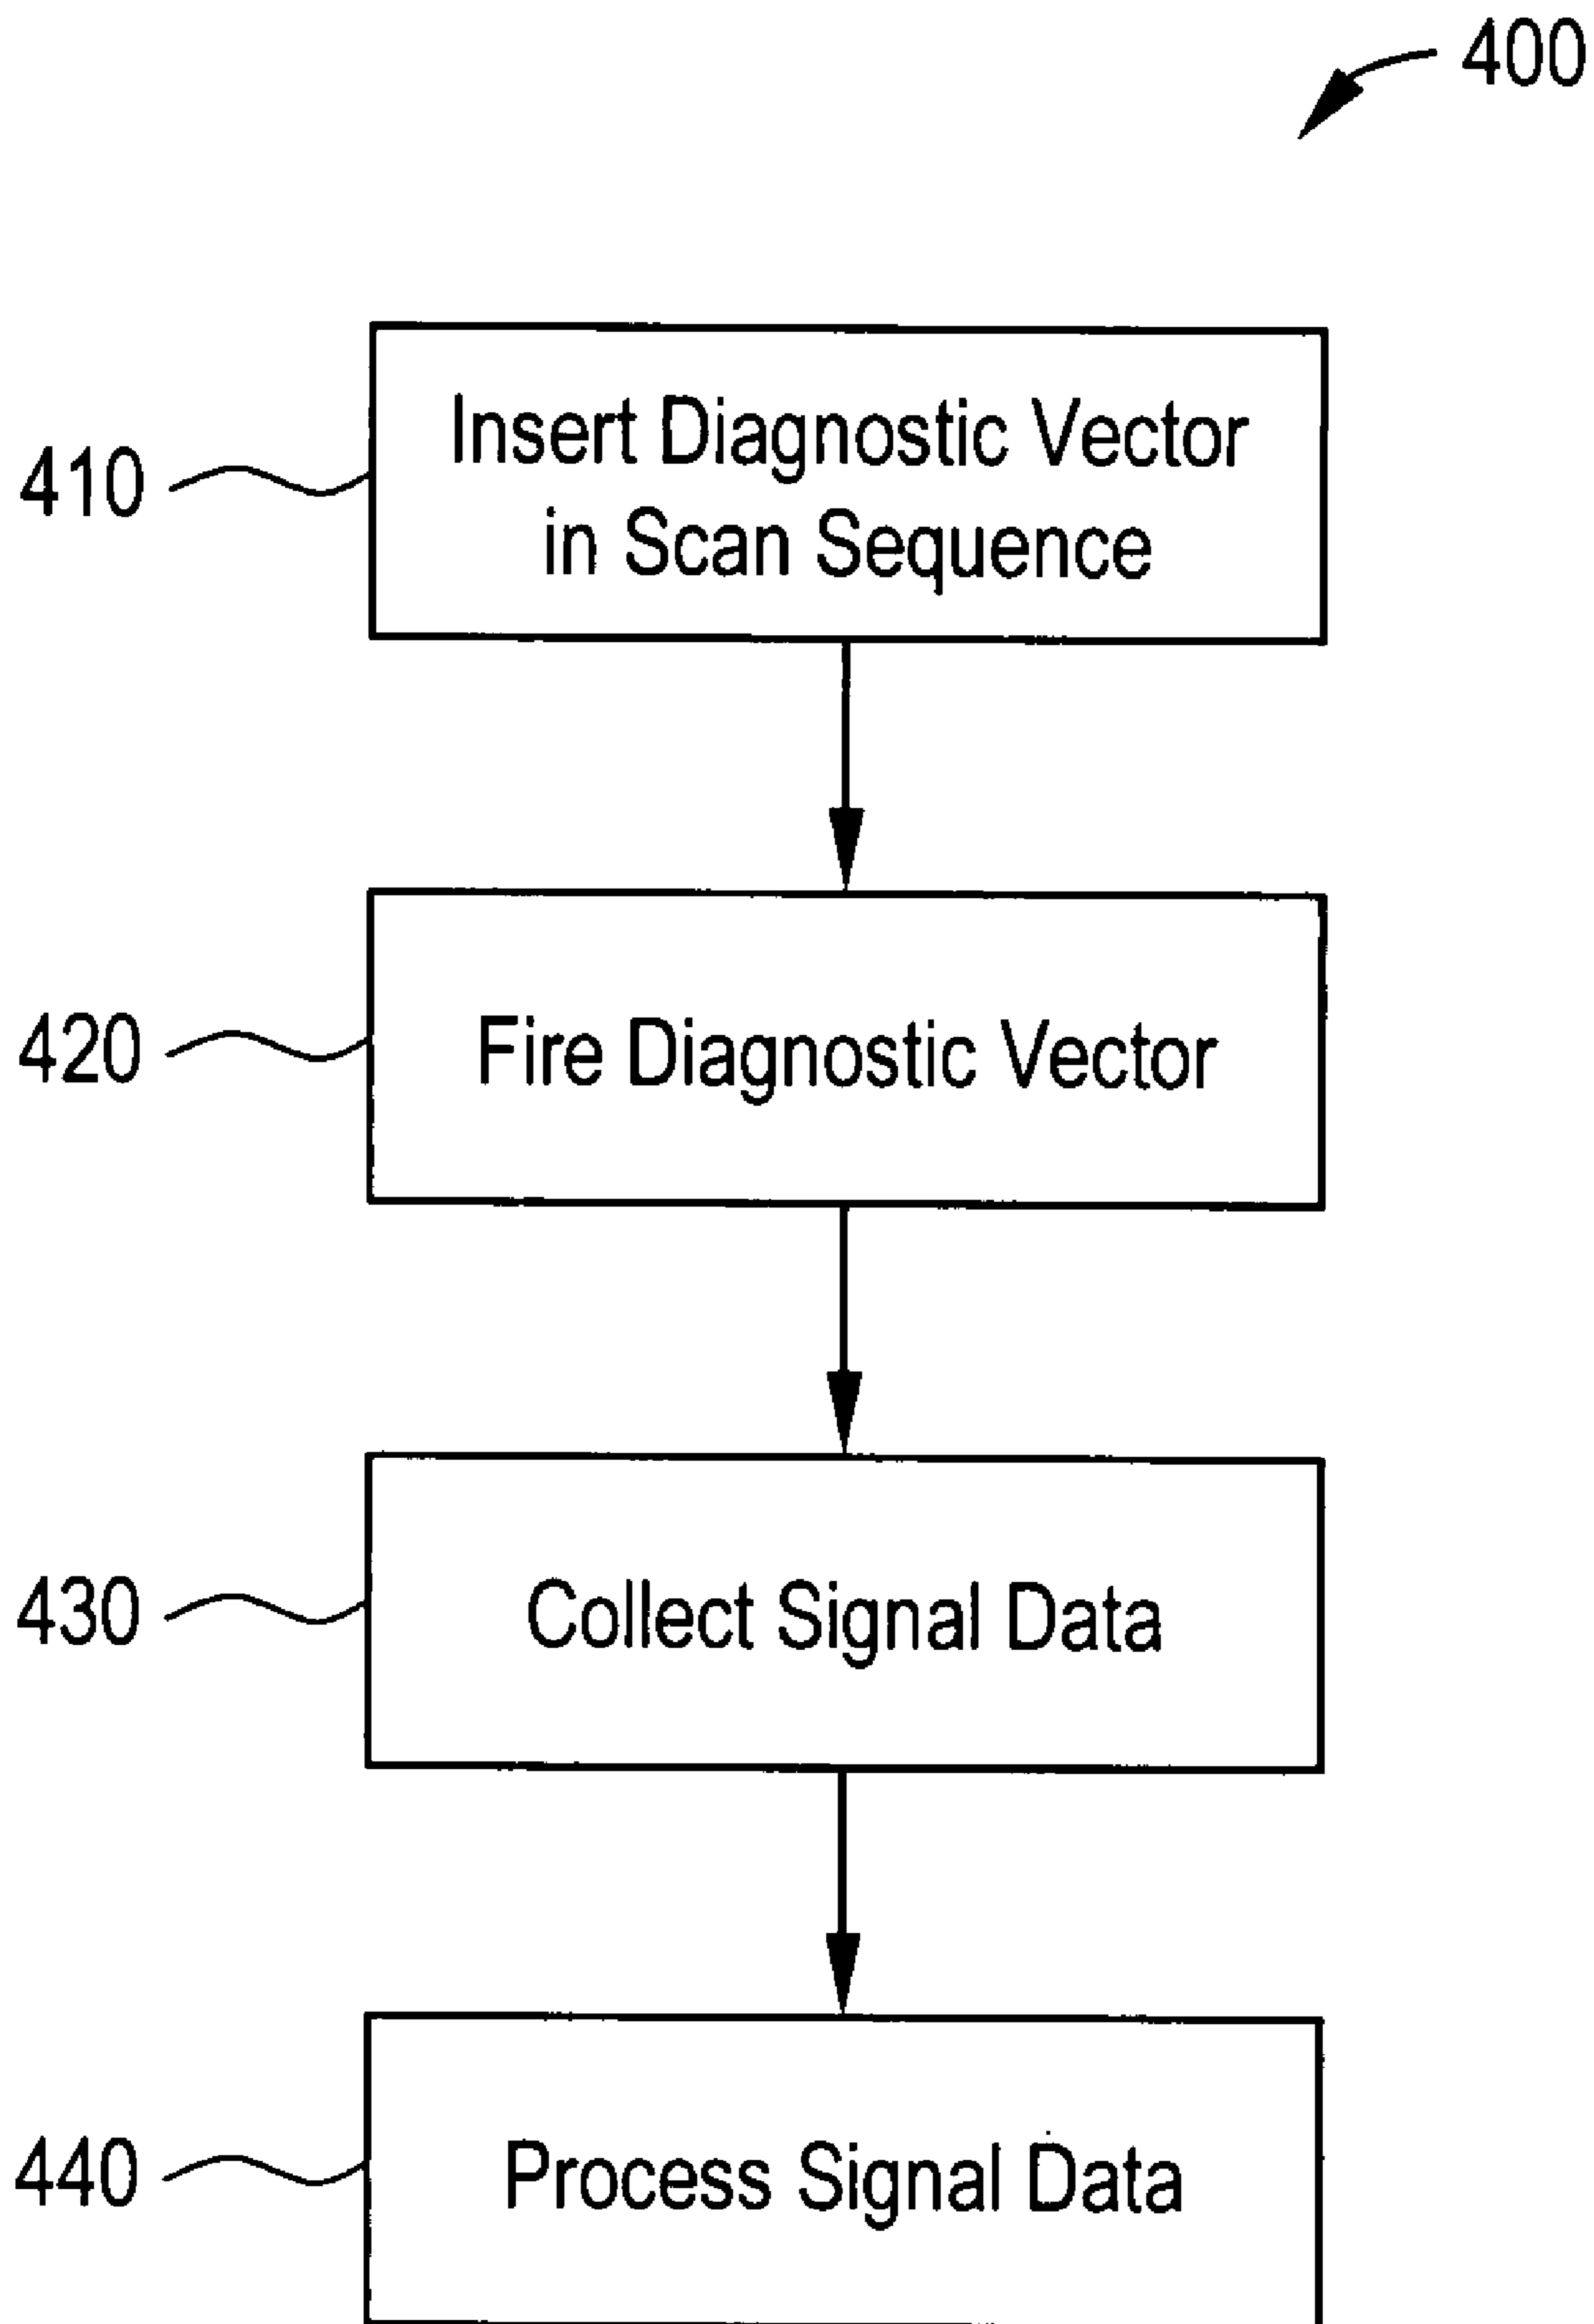 400
410
Insert Diagnostic Vector
in Scan Sequence
420
Fire Diagnostic Vector
430
Collect Signal Data
440
Process Signal Data